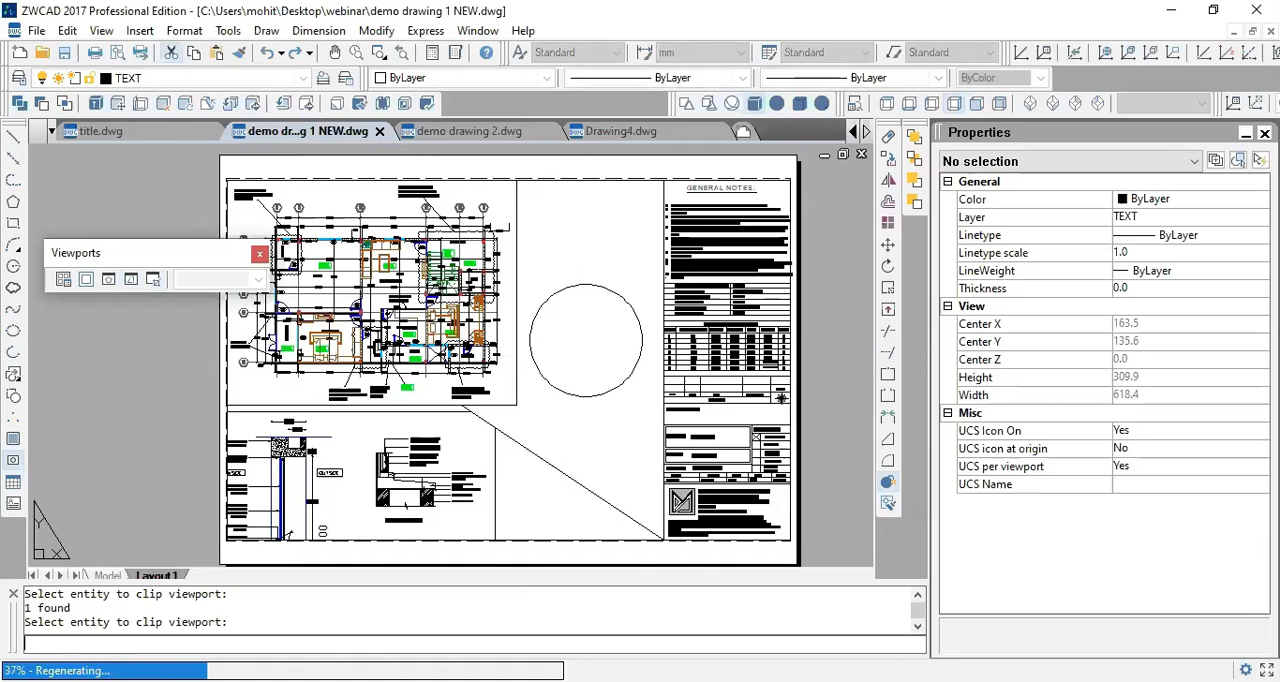 ZWCAD 2017 Professional Edition - [C:\Users\mohit\Desktop\webinar\demo drawing 1 NEW.dwg]
File Edit View Insert Format Tools Draw Dimension Modify Express Window Help
Standard mm Standard Standard
TEXT ByLayer ByLayer ByLayer ByColor
title.dwg demo dr...g 1 NEW.dwg demo drawing 2.dwg Drawing4.dwg
Properties
No selection
General
Color ByLayer
Layer TEXT
Linetype ByLayer
Linetype scale 1.0
LineWeight ByLayer
Thickness 0.0
View
Center X 163.5
Center Y 135.6
Center Z 0.0
Height 309.9
Width 618.4
Misc
UCS Icon On Yes
UCS icon at origin No
UCS per viewport Yes
UCS Name
GENERAL NOTES:
Viewports
Y
X
Model Layout1
Select entity to clip viewport:
1 found
Select entity to clip viewport:
37% - Regenerating...